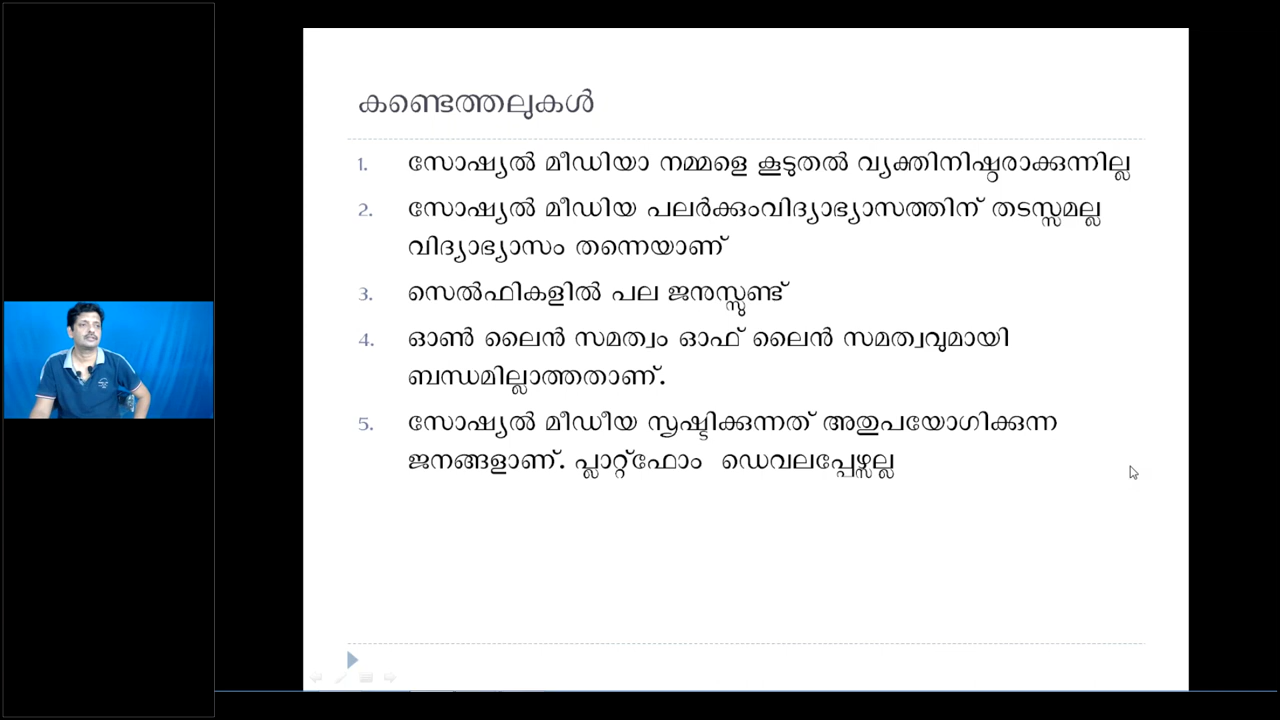 കണ്ടെത്തലുകൾ
1. സോഷ്യൽ മീഡിയാ നമ്മളെ കൂടുതൽ വ്യക്തിനിഷ്ഠരാക്കുന്നില്ല
2. സോഷ്യൽ മീഡിയ പലർക്കുംവിദ്യാഭ്യാസത്തിന് തടസ്സമല്ല
വിദ്യാഭ്യാസം തന്നെയാണ്
3. സെൽഫികളിൽ പല ജനുസ്സുണ്ട്
4. ഓൺ ലൈൻ സമത്വം ഓഫ് ലൈൻ സമത്വവുമായി
ബന്ധമില്ലാത്തതാണ്.
5. സോഷ്യൽ മീഡീയ സൃഷ്ടിക്കുന്നത് അതുപയോഗിക്കുന്ന
ജനങ്ങളാണ്. പ്ലാറ്റ്ഫോം ഡെവലപ്പേഴ്സല്ല